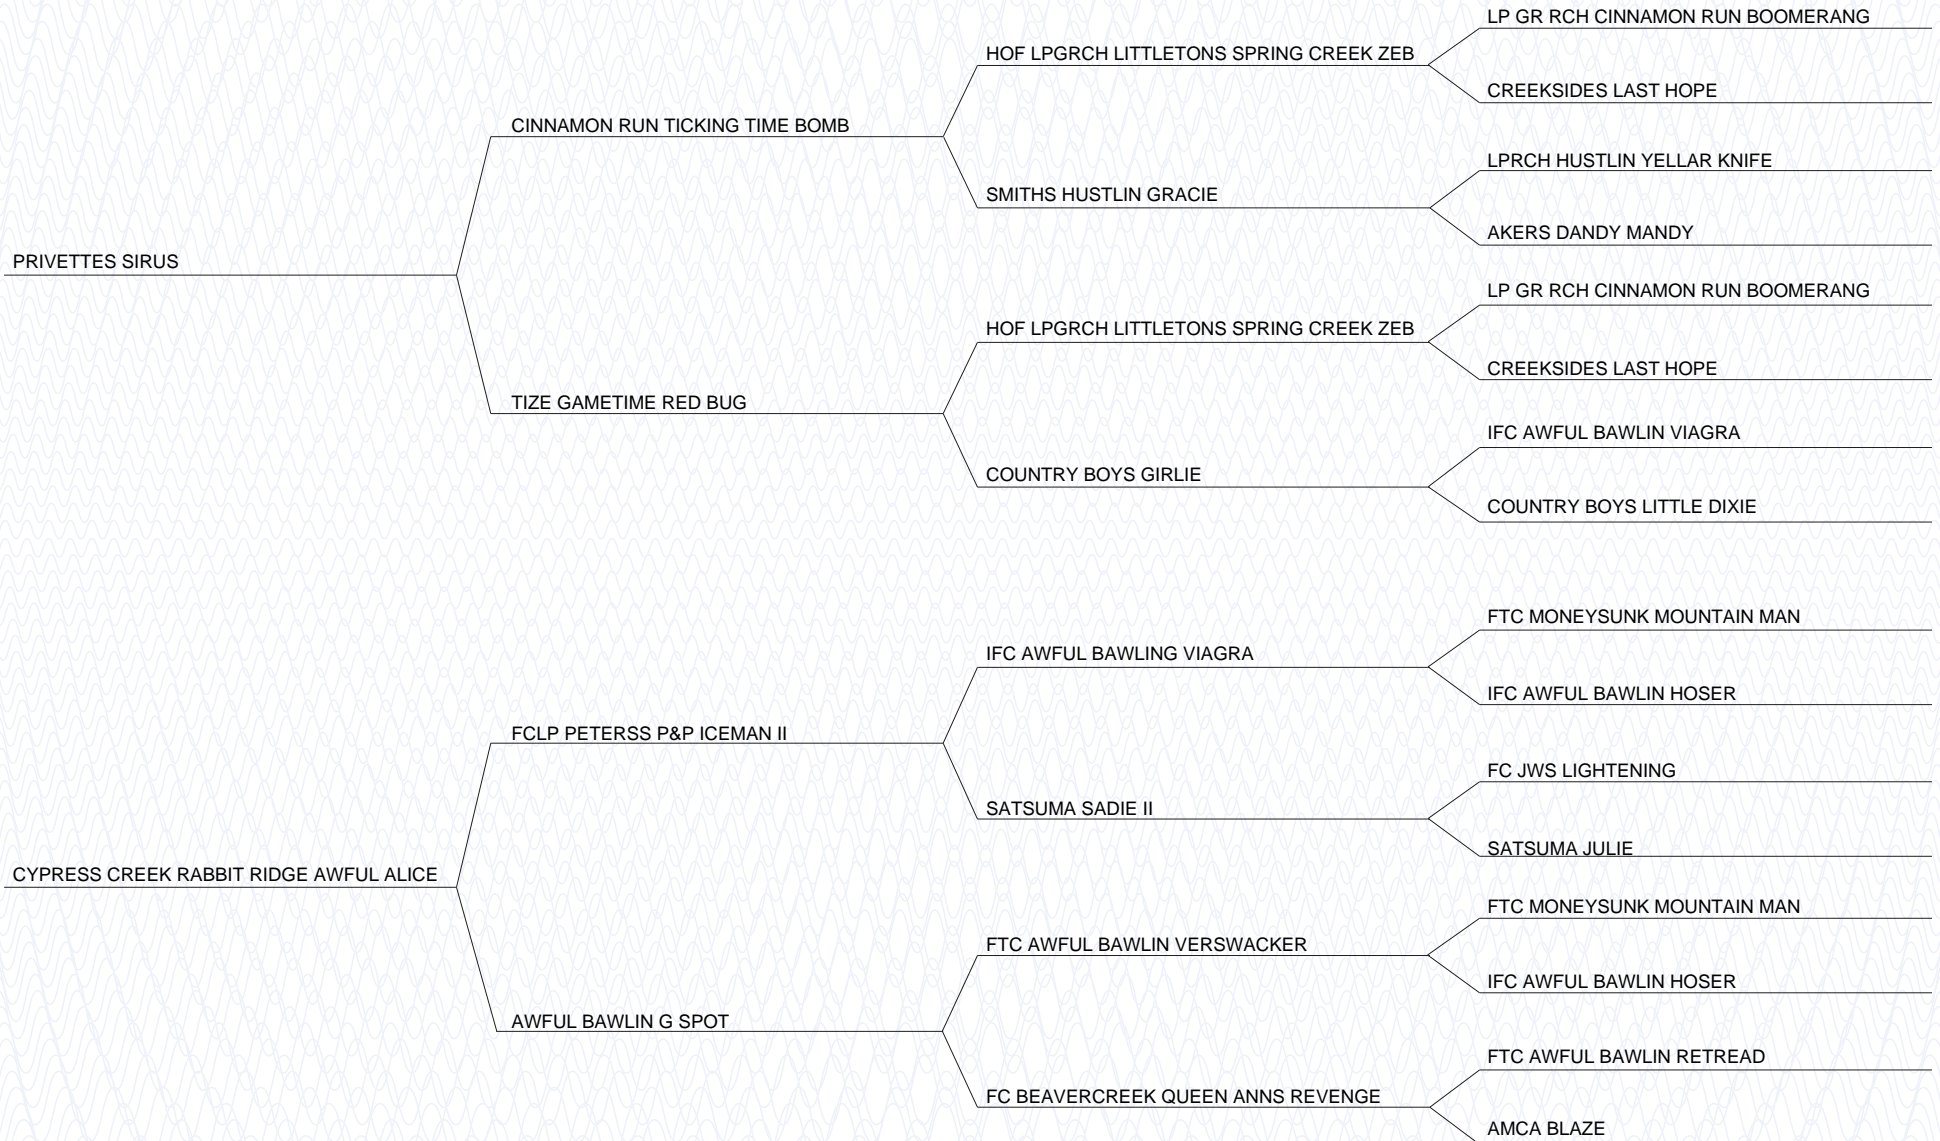 LP GR RCH CINNAMON RUN BOOMERANG
HOF LPGRCH LITTLETONS SPRING CREEK ZEB
CREEKSIDES LAST HOPE
CINNAMON RUN TICKING TIME BOMB
LPRCH HUSTLIN YELLAR KNIFE
SMITHS HUSTLIN GRACIE
AKERS DANDY MANDY
PRIVETTES SIRUS
LP GR RCH CINNAMON RUN BOOMERANG
HOF LPGRCH LITTLETONS SPRING CREEK ZEB
CREEKSIDES LAST HOPE
TIZE GAMETIME RED BUG
IFC AWFUL BAWLIN VIAGRA
COUNTRY BOYS GIRLIE
COUNTRY BOYS LITTLE DIXIE
FTC MONEYSUNK MOUNTAIN MAN
IFC AWFUL BAWLING VIAGRA
IFC AWFUL BAWLIN HOSER
FCLP PETERSS P&P ICEMAN II
FC JWS LIGHTENING
SATSUMA SADIE II
SATSUMA JULIE
CYPRESS CREEK RABBIT RIDGE AWFUL ALICE
FTC MONEYSUNK MOUNTAIN MAN
FTC AWFUL BAWLIN VERSWACKER
IFC AWFUL BAWLIN HOSER
AWFUL BAWLIN G SPOT
FTC AWFUL BAWLIN RETREAD
FC BEAVERCREEK QUEEN ANNS REVENGE
AMCA BLAZE